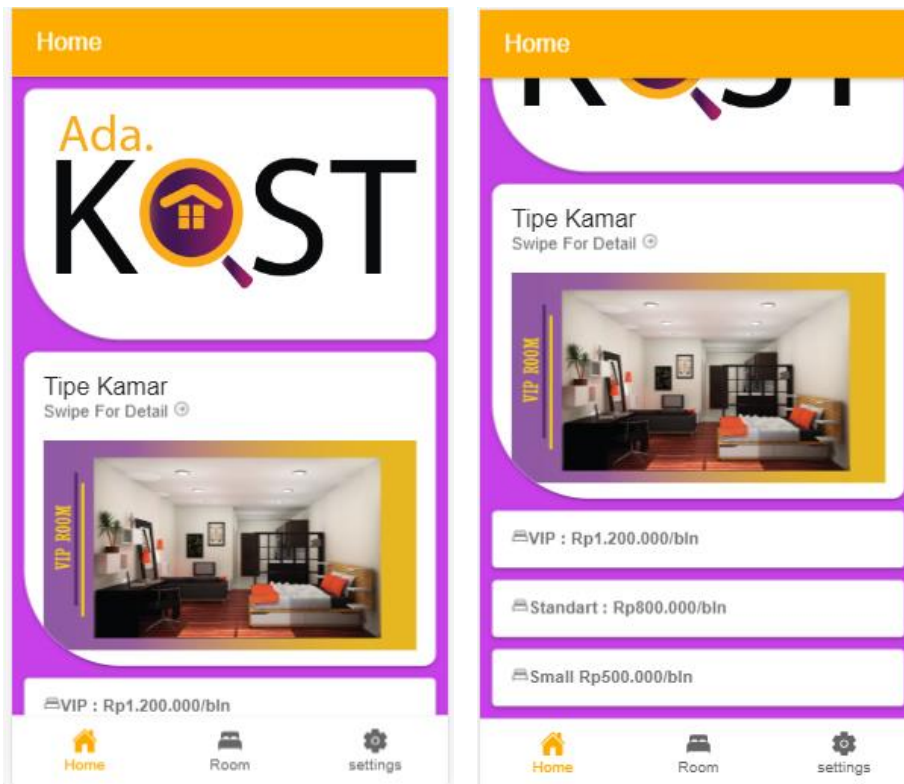 Home
Ada.
KOST
Tipe Kamar
Swipe For Detail
VIP ROOM
VIP : Rp1.200.000/bln
Home
Room
settings
Home
KOST
Tipe Kamar
Swipe For Detail
VIP ROOM
VIP : Rp1.200.000/bln
Standart : Rp800.000/bln
Small Rp500.000/bln
Home
Room
settings